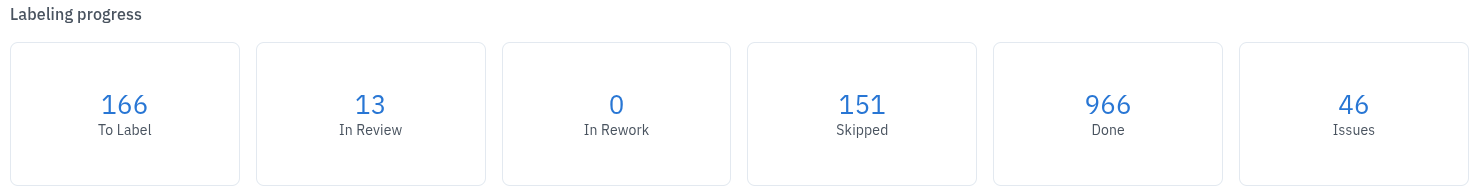 Labeling progress
166
To Label
13
In Review
0
In Rework
151
Skipped
966
Done
46
Issues